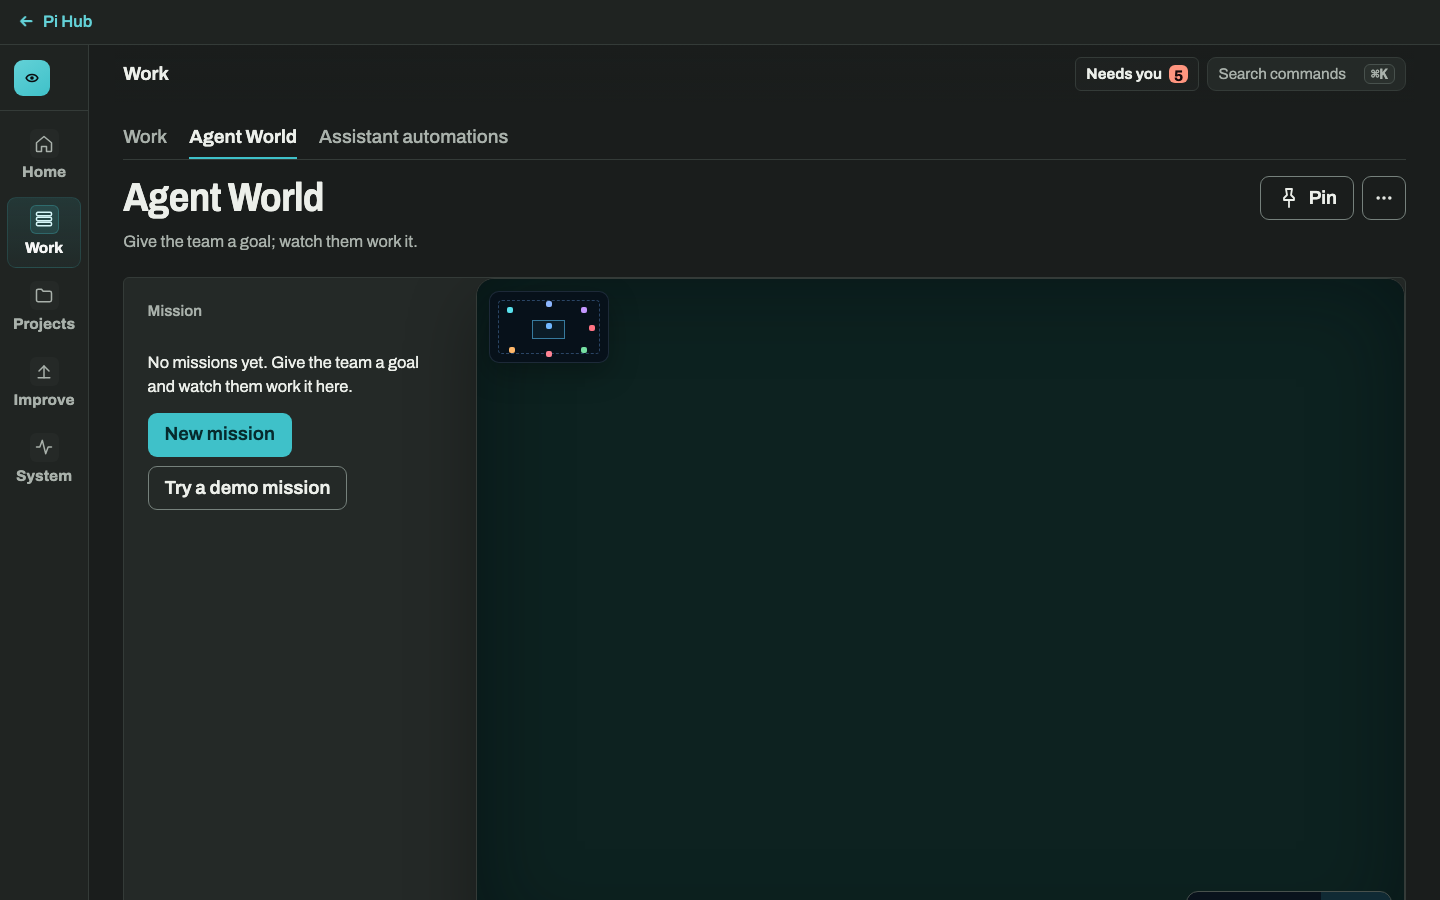 Pi Hub
Work
Needs you 5
Search commands ⌘K
Home
Work
Projects
Improve
System
Work Agent World Assistant automations
Agent World
Pin
Give the team a goal; watch them work it.
Mission
No missions yet. Give the team a goal
and watch them work it here.
New mission
Try a demo mission